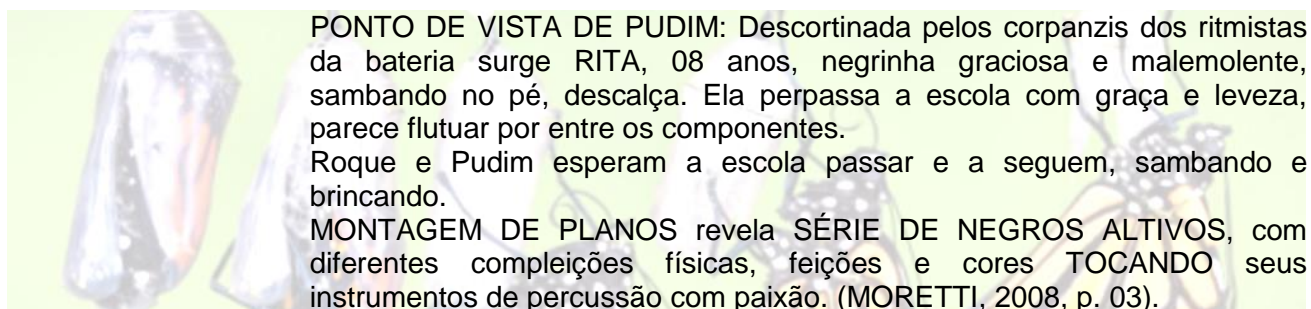 PONTO DE VISTA DE PUDIM: Descortinada pelos corpanzis dos ritmistas
da bateria surge RITA, 08 anos, negrinha graciosa e malemolente,
sambando no pé, descalça. Ela perpassa a escola com graça e leveza,
parece flutuar por entre os componentes.
Roque e Pudim esperam a escola passar e a seguem, sambando e
brincando.
MONTAGEM DE PLANOS revela SÉRIE DE NEGROS ALTIVOS, com
diferentes compleições físicas, feições e cores TOCANDO seus
instrumentos de percussão com paixão. (MORETTI, 2008, p. 03).